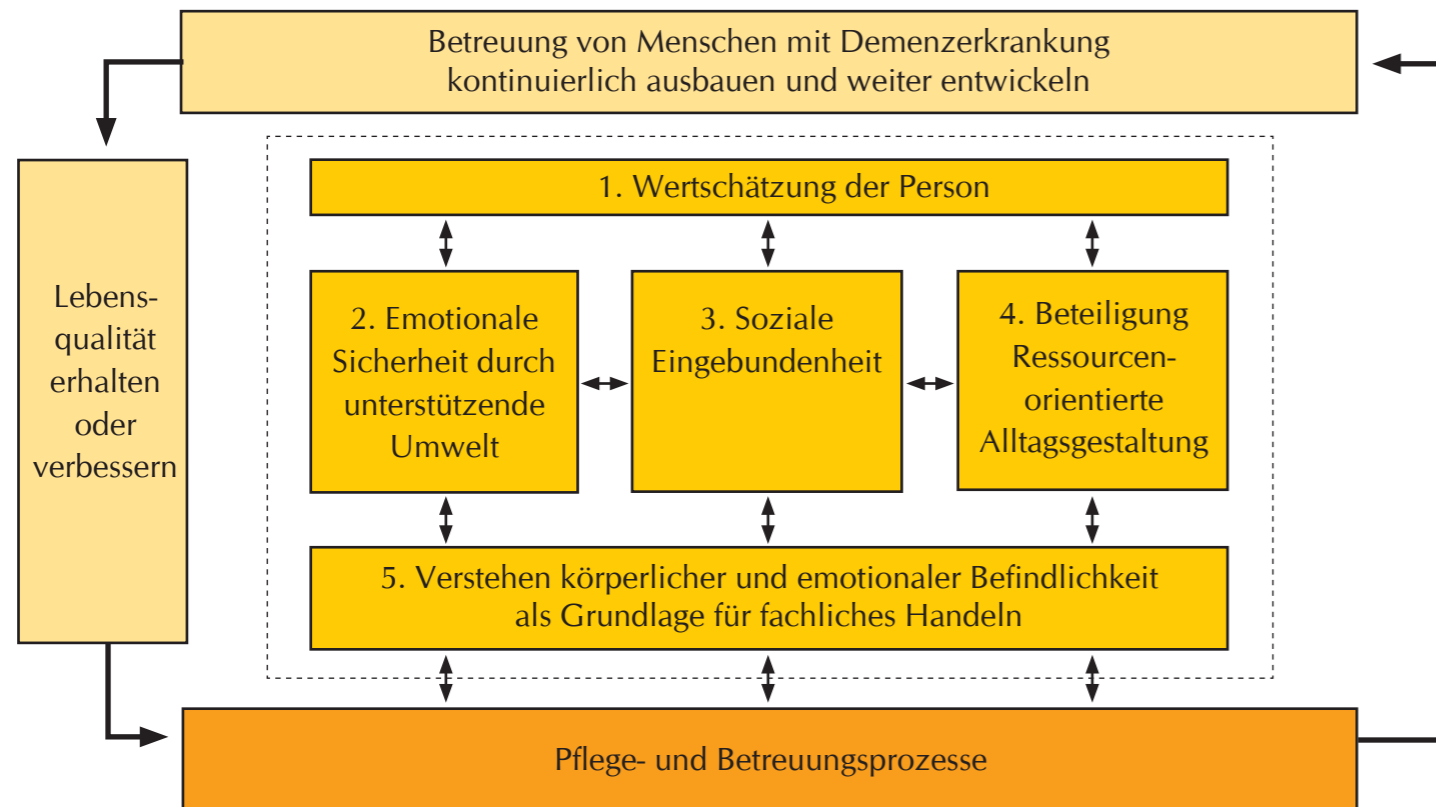 Betreuung von Menschen mit Demenzerkrankung
kontinuierlich ausbauen und weiter entwickeln
Lebens-
qualität
erhalten
oder
verbessern
1. Wertschätzung der Person
2. Emotionale
Sicherheit durch
unterstützende
Umwelt
3. Soziale
Eingebundenheit
4. Beteiligung
Ressourcen-
orientierte
Alltagsgestaltung
5. Verstehen körperlicher und emotionaler Befindlichkeit
als Grundlage für fachliches Handeln
Pflege- und Betreuungsprozesse